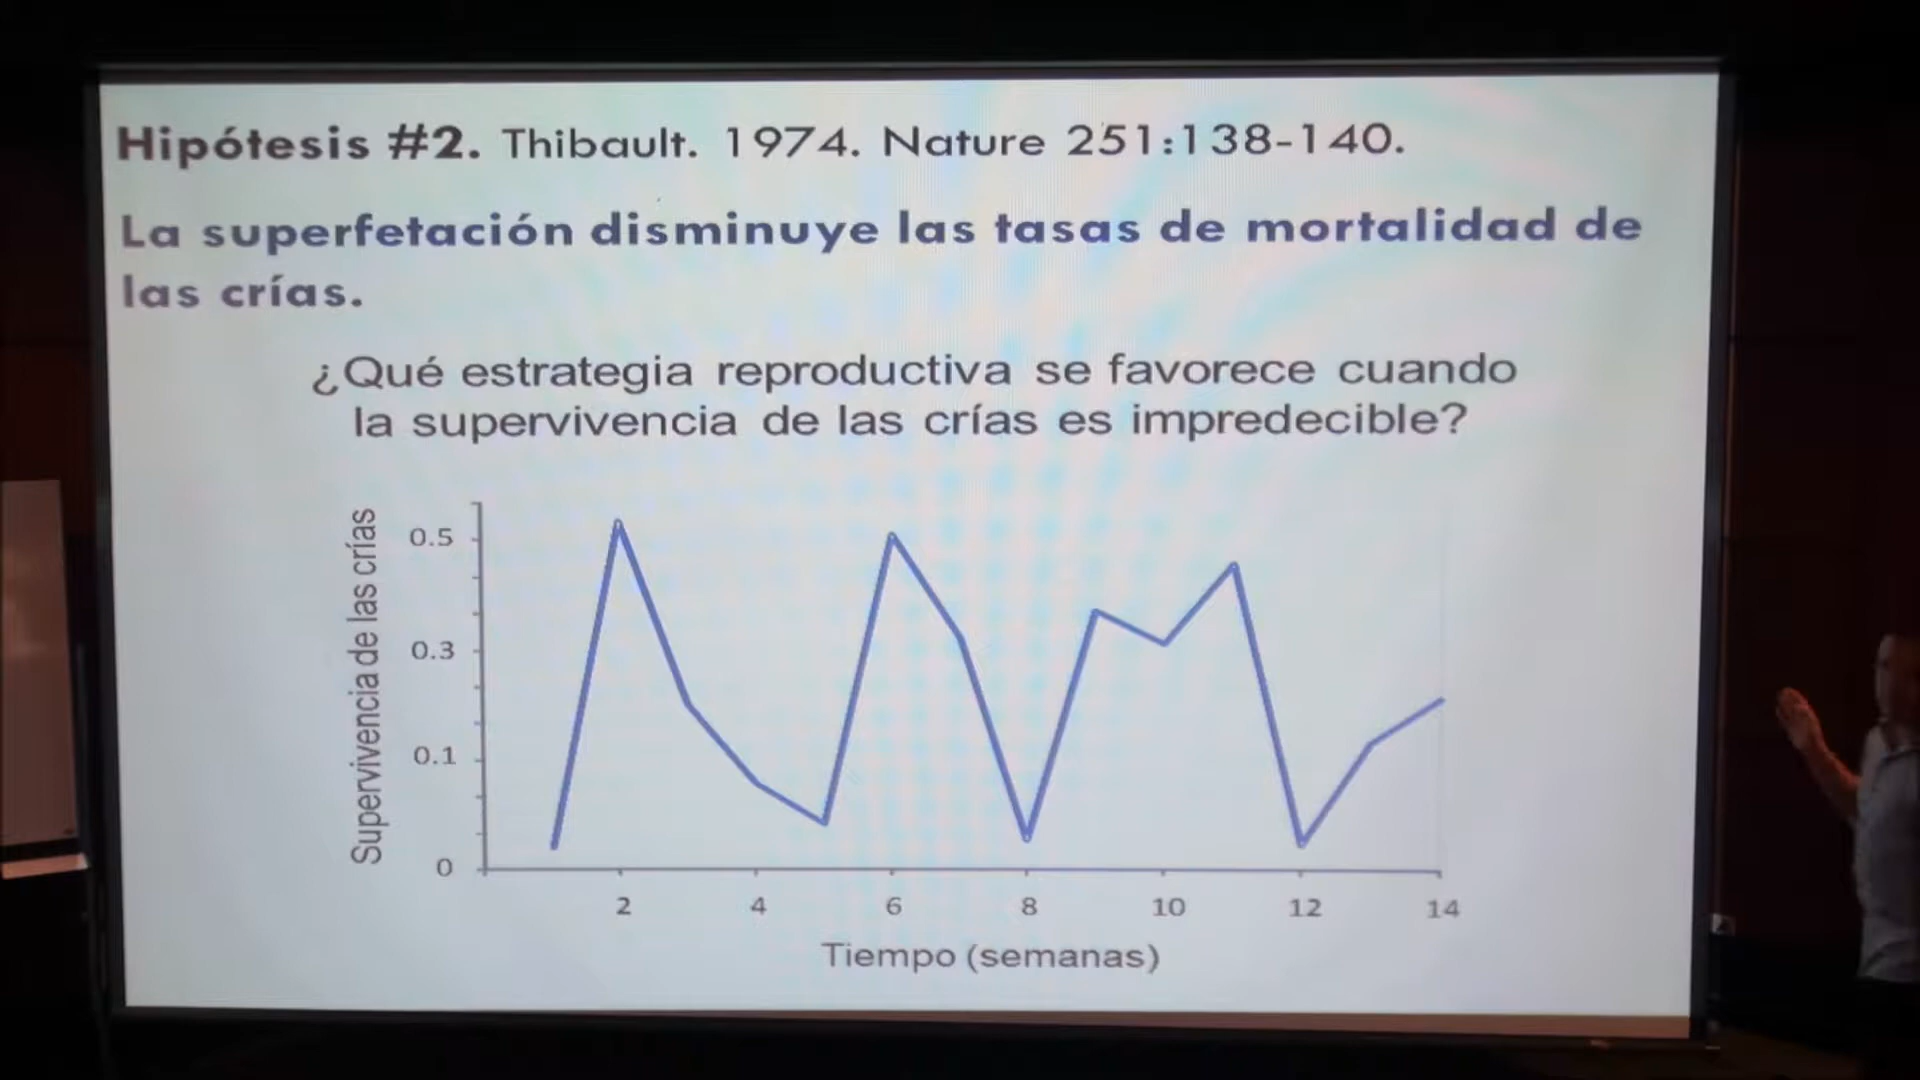 Hipótesis #2. Thibault. 1974. Nature 251:138-140.
La superfetación disminuye las tasas de mortalidad de
las crías.
¿Qué estrategia reproductiva se favorece cuando
la supervivencia de las crías es impredecible?
Supervivencia de las crías
0.5
0.3
0.1
0
2 4 6 8 10 12 14
Tiempo (semanas)